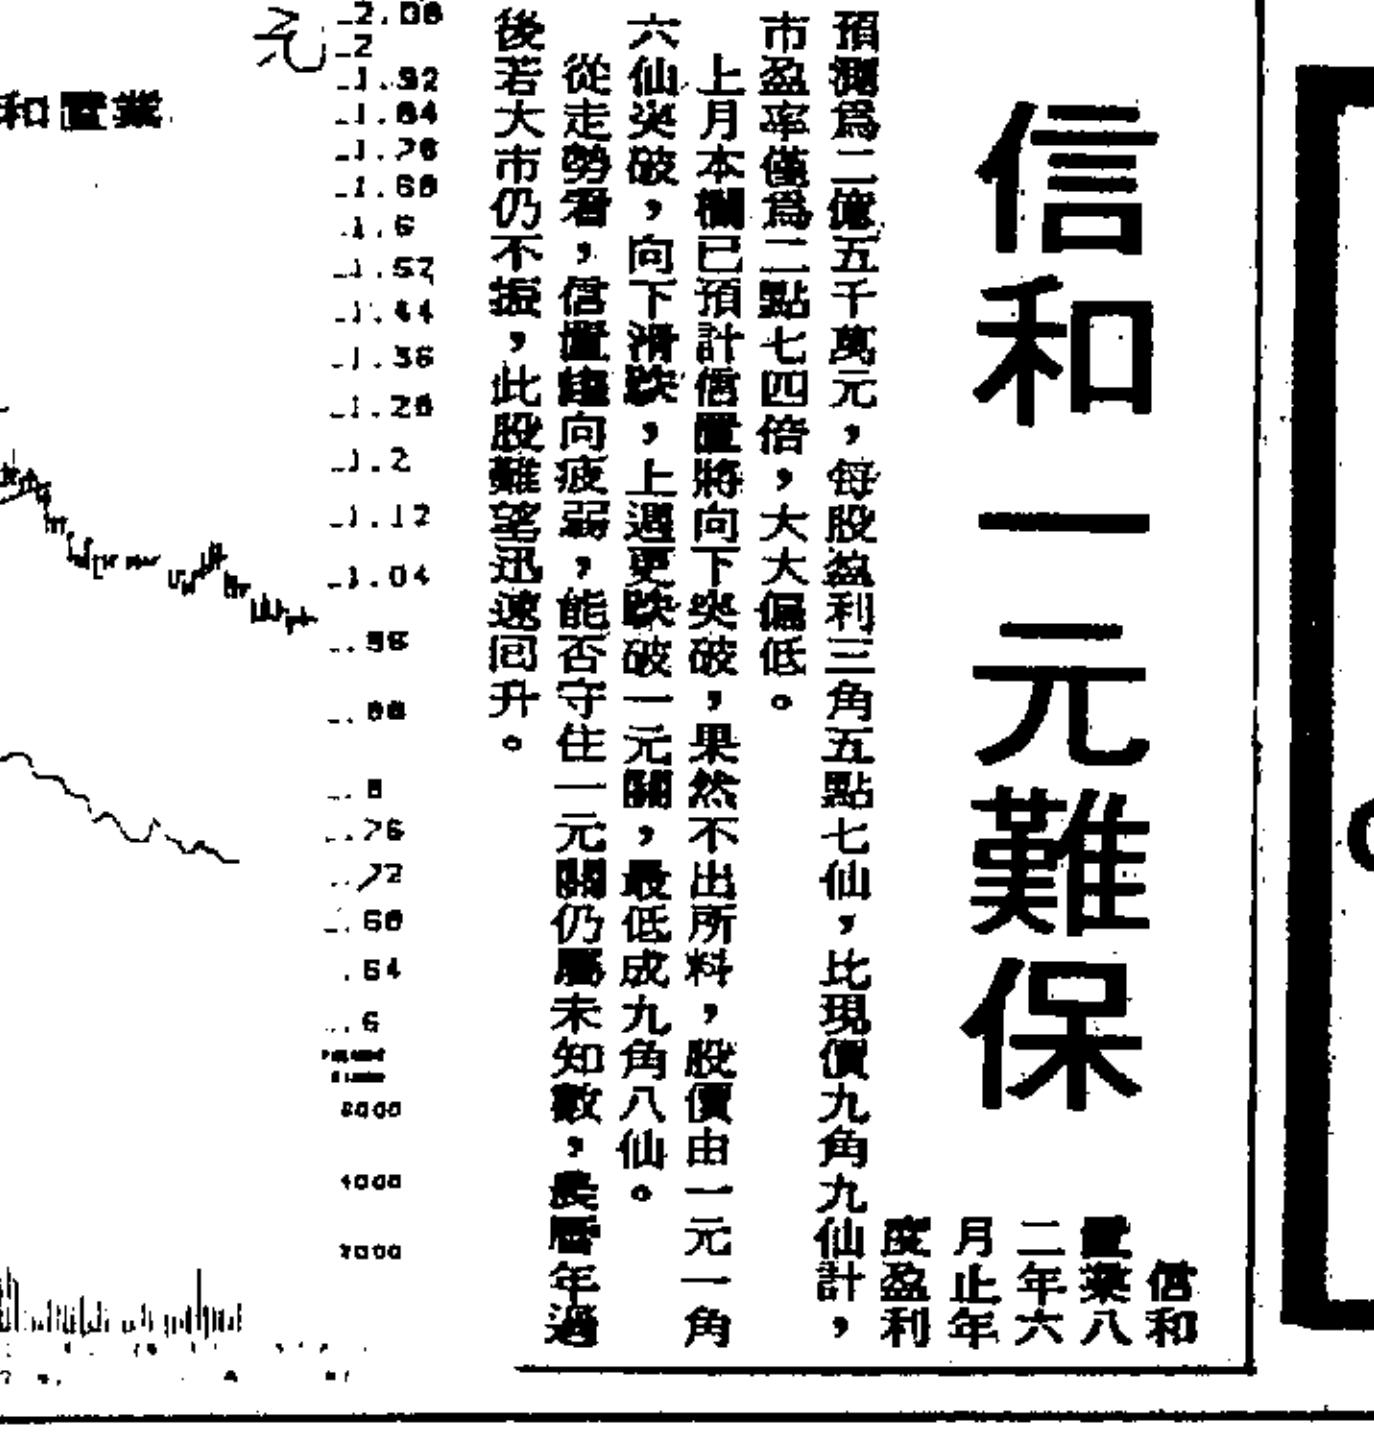 信和一元難保
信和
置業八
二年六
月止年
度盈利
預測爲二億五千萬元，每股盈利三角五點七仙，比現價九角九仙計，
市盈率僅爲二點七四倍，大大偏低。
上月本欄已預計信置將向下突破，果然不出所料，股價由一元一角
六仙突破，向下滑跌，上週更跌破一元關，最低成九角八仙。
從走勢看，信置趨向疲弱，能否守住一元關仍屬未知數，農曆年過
後若大市仍不振，此股難望迅速回升。
和置業
元
2.08
2
1.92
1.84
1.76
1.68
1.6
1.52
1.44
1.36
1.28
1.2
1.12
1.04
.96
.88
.8
.76
.72
.68
.64
.6